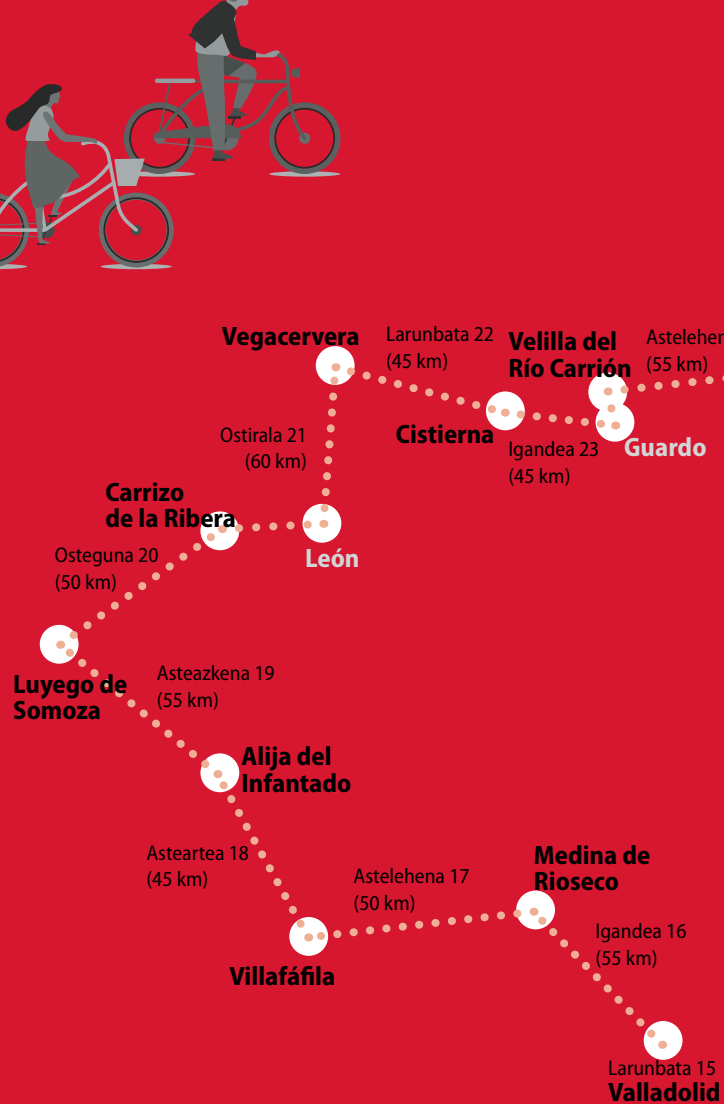 Vegacervera
Larunbata 22
(45 km)
Velilla del
Río Carrión
(55 km)
Cistierna
Igandea 23
(45 km)
Guardo
Ostirala 21
(60 km)
Carrizo
de la Ribera
León
Osteguna 20
(50 km)
Luyego de
Somoza
Asteazkena 19
(55 km)
Alija del
Infantado
Asteartea 18
(45 km)
Villafáfila
Astelehena 17
(50 km)
Medina de
Rioseco
Igandea 16
(55 km)
Larunbata 15
Valladolid